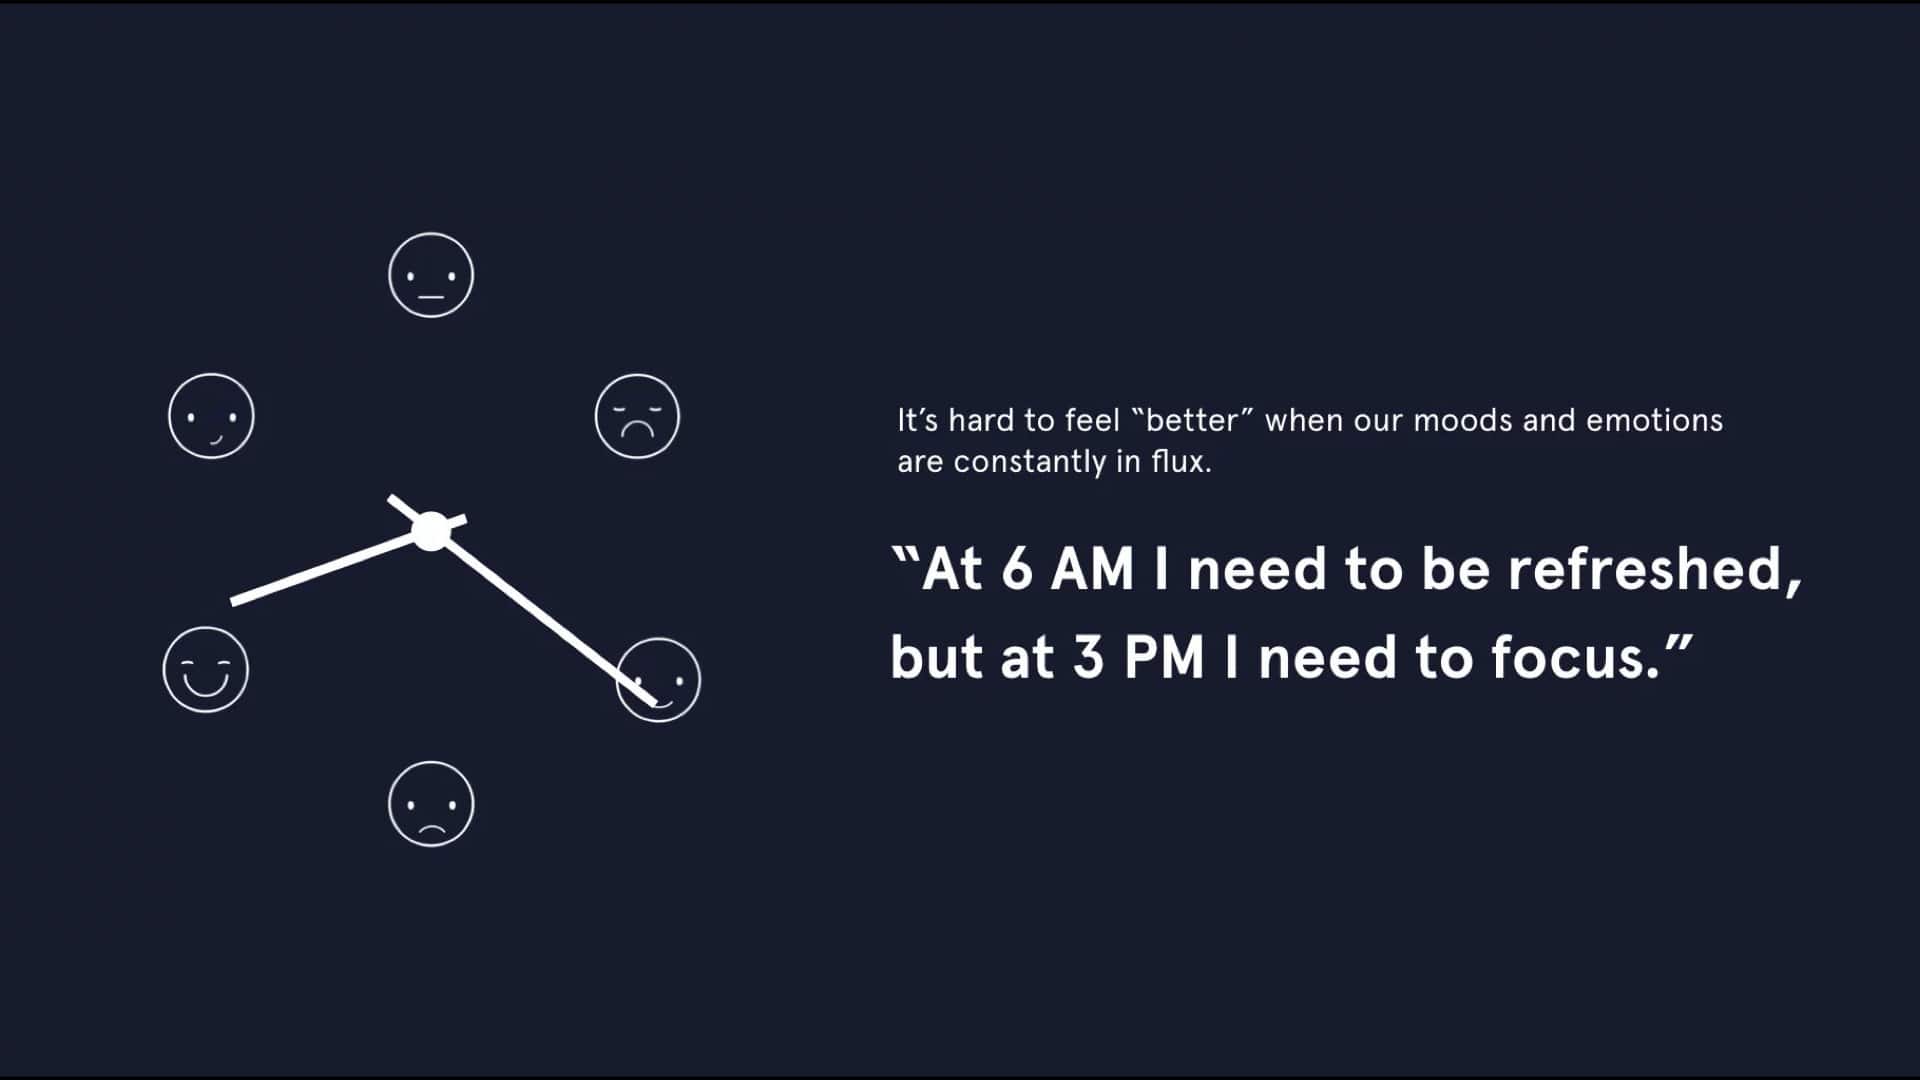 It’s hard to feel “better” when our moods and emotions
are constantly in flux.
“At 6 AM I need to be refreshed,
but at 3 PM I need to focus.”